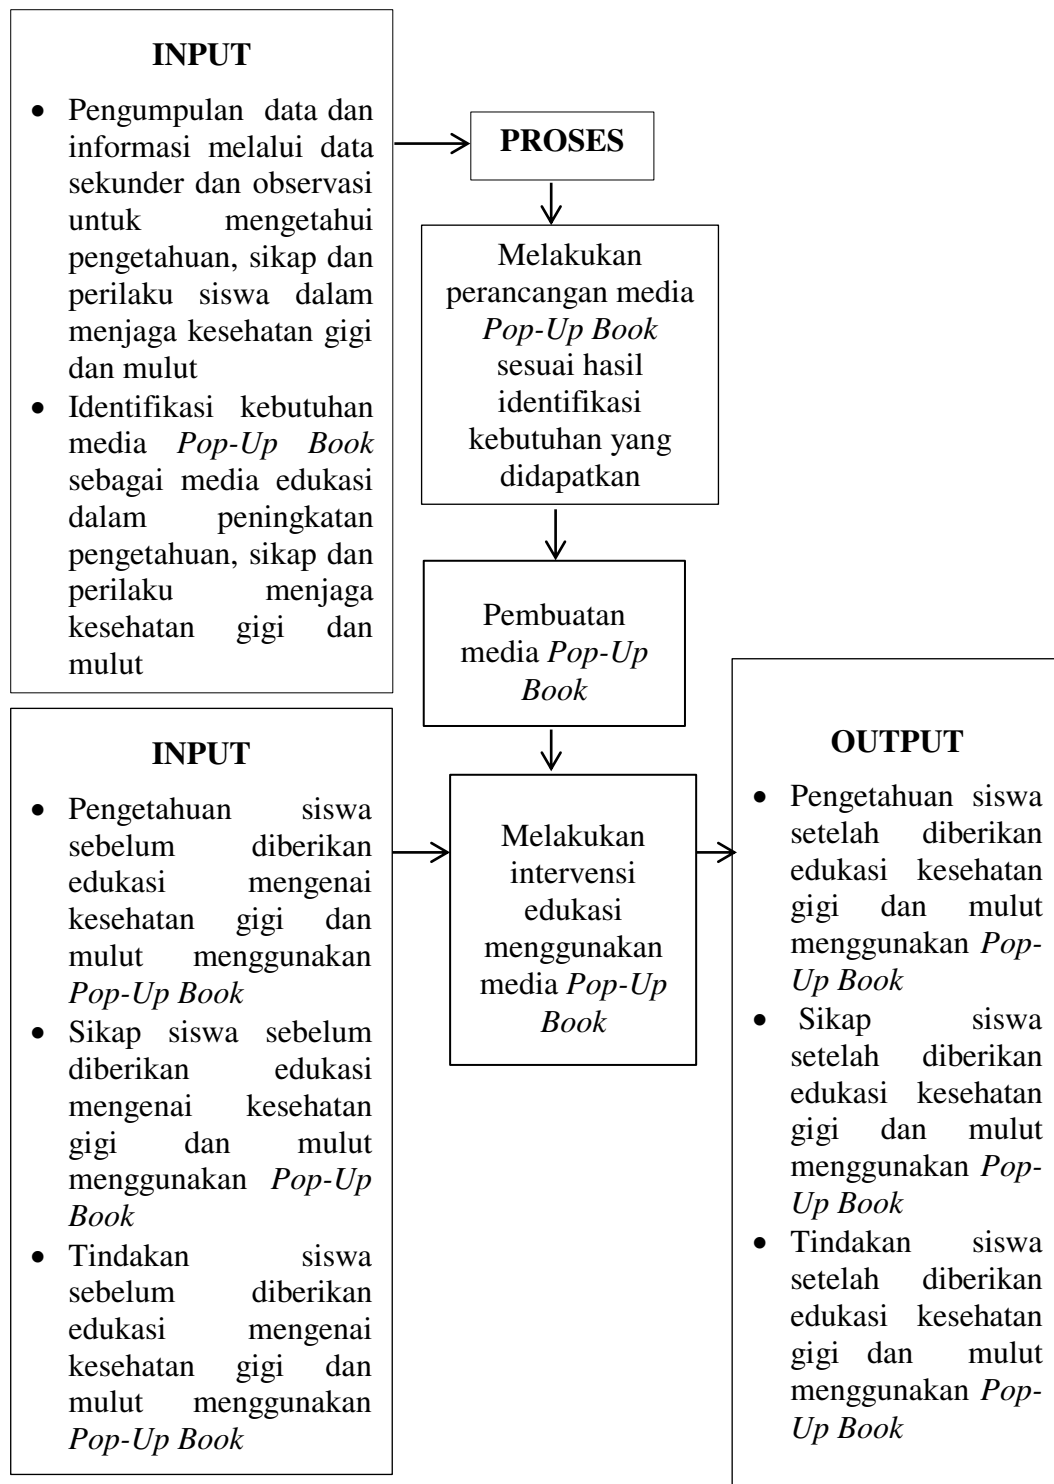 INPUT
• Pengumpulan data dan
informasi melalui data
sekunder dan observasi
untuk mengetahui
pengetahuan, sikap dan
perilaku siswa dalam
menjaga kesehatan gigi
dan mulut
• Identifikasi kebutuhan
media Pop-Up Book
sebagai media edukasi
dalam peningkatan
pengetahuan, sikap dan
perilaku menjaga
kesehatan gigi dan
mulut
PROSES
Melakukan
perancangan media
Pop-Up Book
sesuai hasil
identifikasi
kebutuhan yang
didapatkan
Pembuatan
media Pop-Up
Book
INPUT
• Pengetahuan siswa
sebelum diberikan
edukasi mengenai
kesehatan gigi dan
mulut menggunakan
Pop-Up Book
• Sikap siswa sebelum
diberikan edukasi
mengenai kesehatan
gigi dan mulut
menggunakan Pop-Up
Book
• Tindakan siswa
sebelum diberikan
edukasi mengenai
kesehatan gigi dan
mulut menggunakan
Pop-Up Book
Melakukan
intervensi
edukasi
menggunakan
media Pop-Up
Book
OUTPUT
• Pengetahuan siswa
setelah diberikan
edukasi kesehatan
gigi dan mulut
menggunakan Pop-
Up Book
• Sikap siswa
setelah diberikan
edukasi kesehatan
gigi dan mulut
menggunakan Pop-
Up Book
• Tindakan siswa
setelah diberikan
edukasi kesehatan
gigi dan mulut
menggunakan Pop-
Up Book